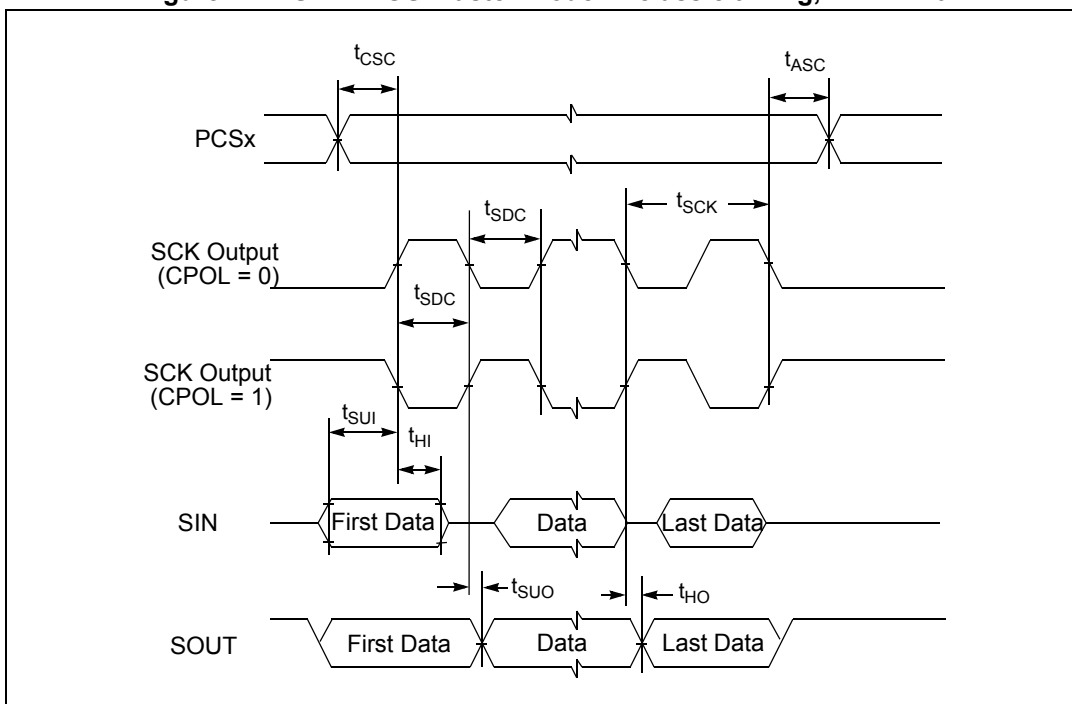 tCSC
tASC
PCSx
tSCK
tSDC
SCK Output
(CPOL = 0)
tSDC
SCK Output
(CPOL = 1)
tSUI
tHI
SIN
First Data
Data
Last Data
tSUO
tHO
SOUT
First Data
Data
Last Data